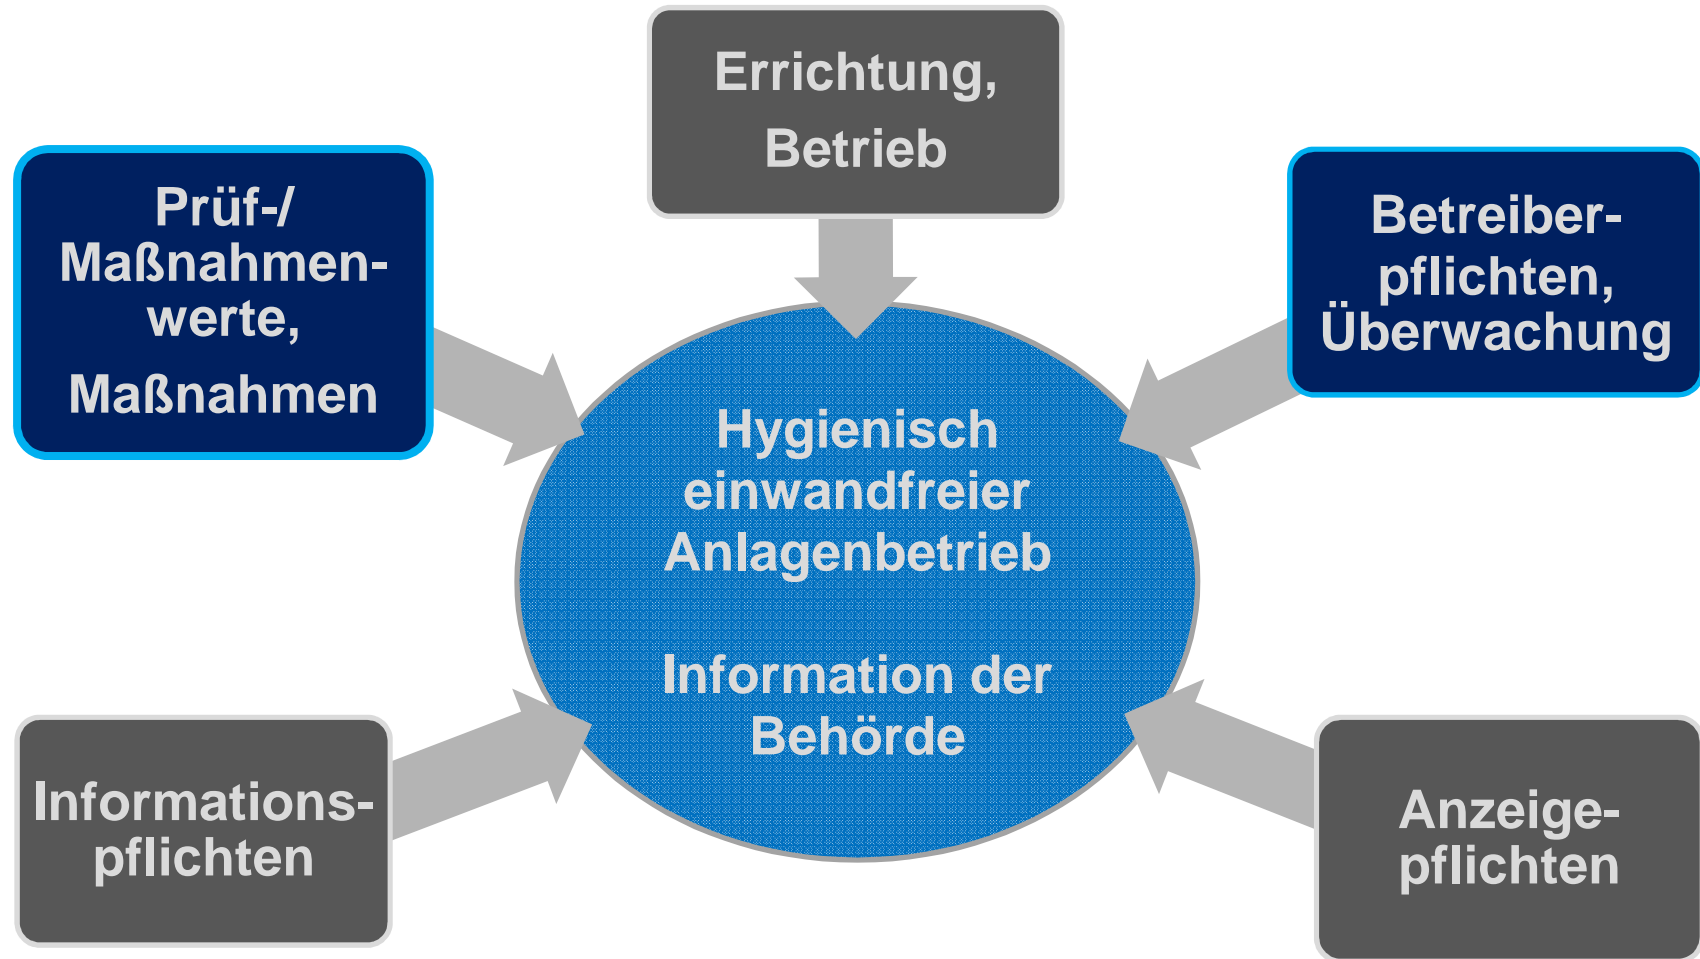 Errichtung,
Betrieb
Prüf-/
Maßnahmen-
werte,
Maßnahmen
Betreiber-
pflichten,
Überwachung
Hygienisch
einwandfreier
Anlagenbetrieb
Information der
Behörde
Informations-
pflichten
Anzeige-
pflichten